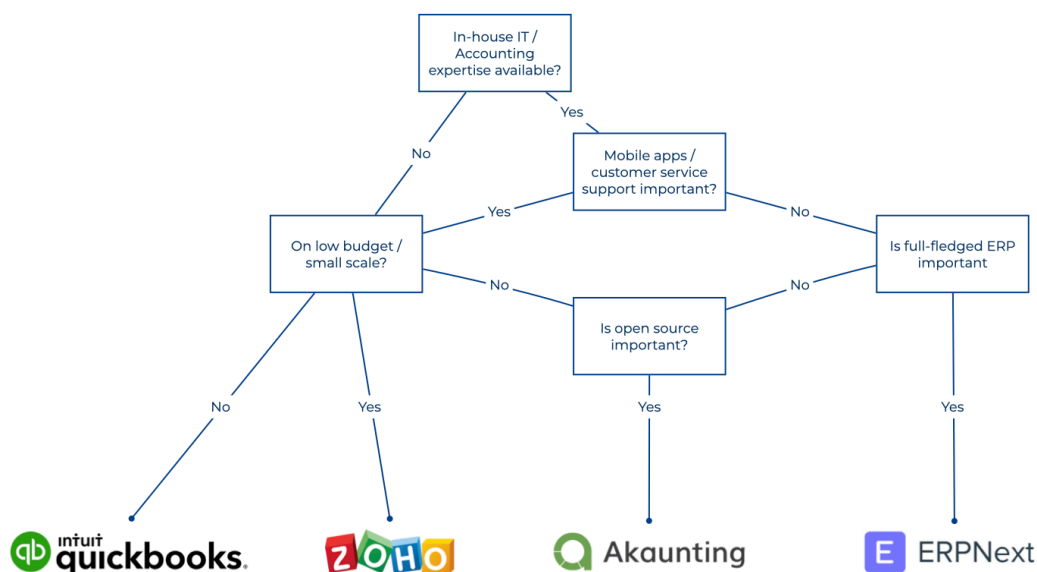 In-house IT /
Accounting
expertise available?
Yes
No
Mobile apps /
customer service
support important?
Yes
No
On low budget /
small scale?
Is full-fledged ERP
important
No
No
Is open source
important?
No
Yes
Yes
Yes
qb intuit quickbooks.
ZOHO
Akaunting
E ERPNext